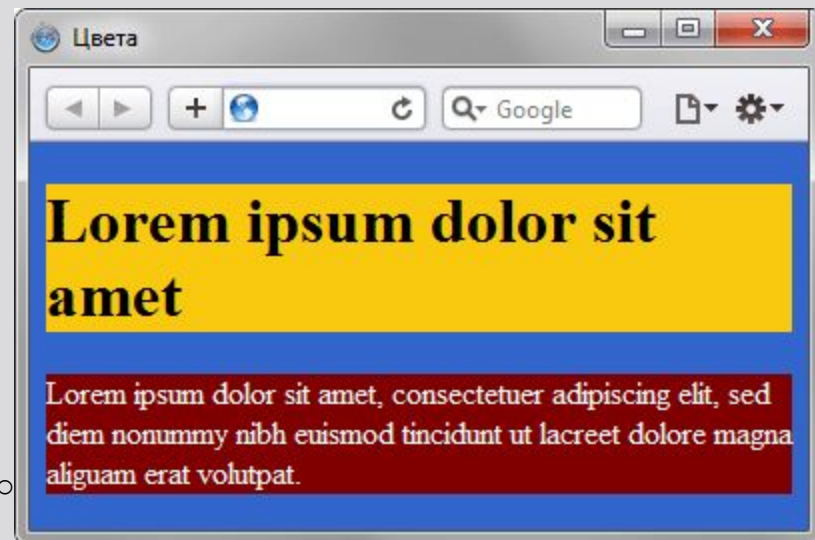 Цвета
Google
Lorem ipsum dolor sit
amet
Lorem ipsum dolor sit amet, consectetuer adipiscing elit, sed
diem nonummy nibh euismod tincidunt ut lacreet dolore magna
aliguam erat volutpat.